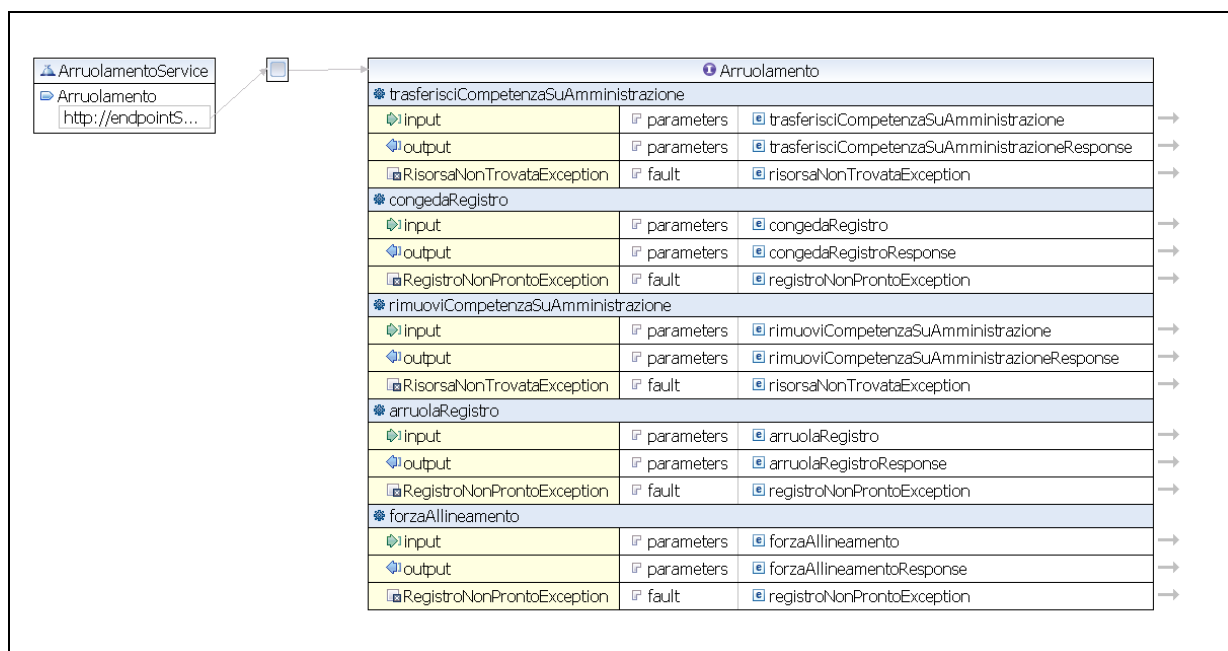 ArruolamentoService
Arruolamento
http://endpointS...
Arruolamento
trasferisciCompetenzaSuAmministrazione
input parameters trasferisciCompetenzaSuAmministrazione
output parameters trasferisciCompetenzaSuAmministrazioneResponse
RisorsaNonTrovataException fault risorsaNonTrovataException
congedaRegistro
input parameters congedaRegistro
output parameters congedaRegistroResponse
RegistroNonProntoException fault registroNonProntoException
rimuoviCompetenzaSuAmministrazione
input parameters rimuoviCompetenzaSuAmministrazione
output parameters rimuoviCompetenzaSuAmministrazioneResponse
RisorsaNonTrovataException fault risorsaNonTrovataException
arruolaRegistro
input parameters arruolaRegistro
output parameters arruolaRegistroResponse
RegistroNonProntoException fault registroNonProntoException
forzaAllineamento
input parameters forzaAllineamento
output parameters forzaAllineamentoResponse
RegistroNonProntoException fault registroNonProntoException